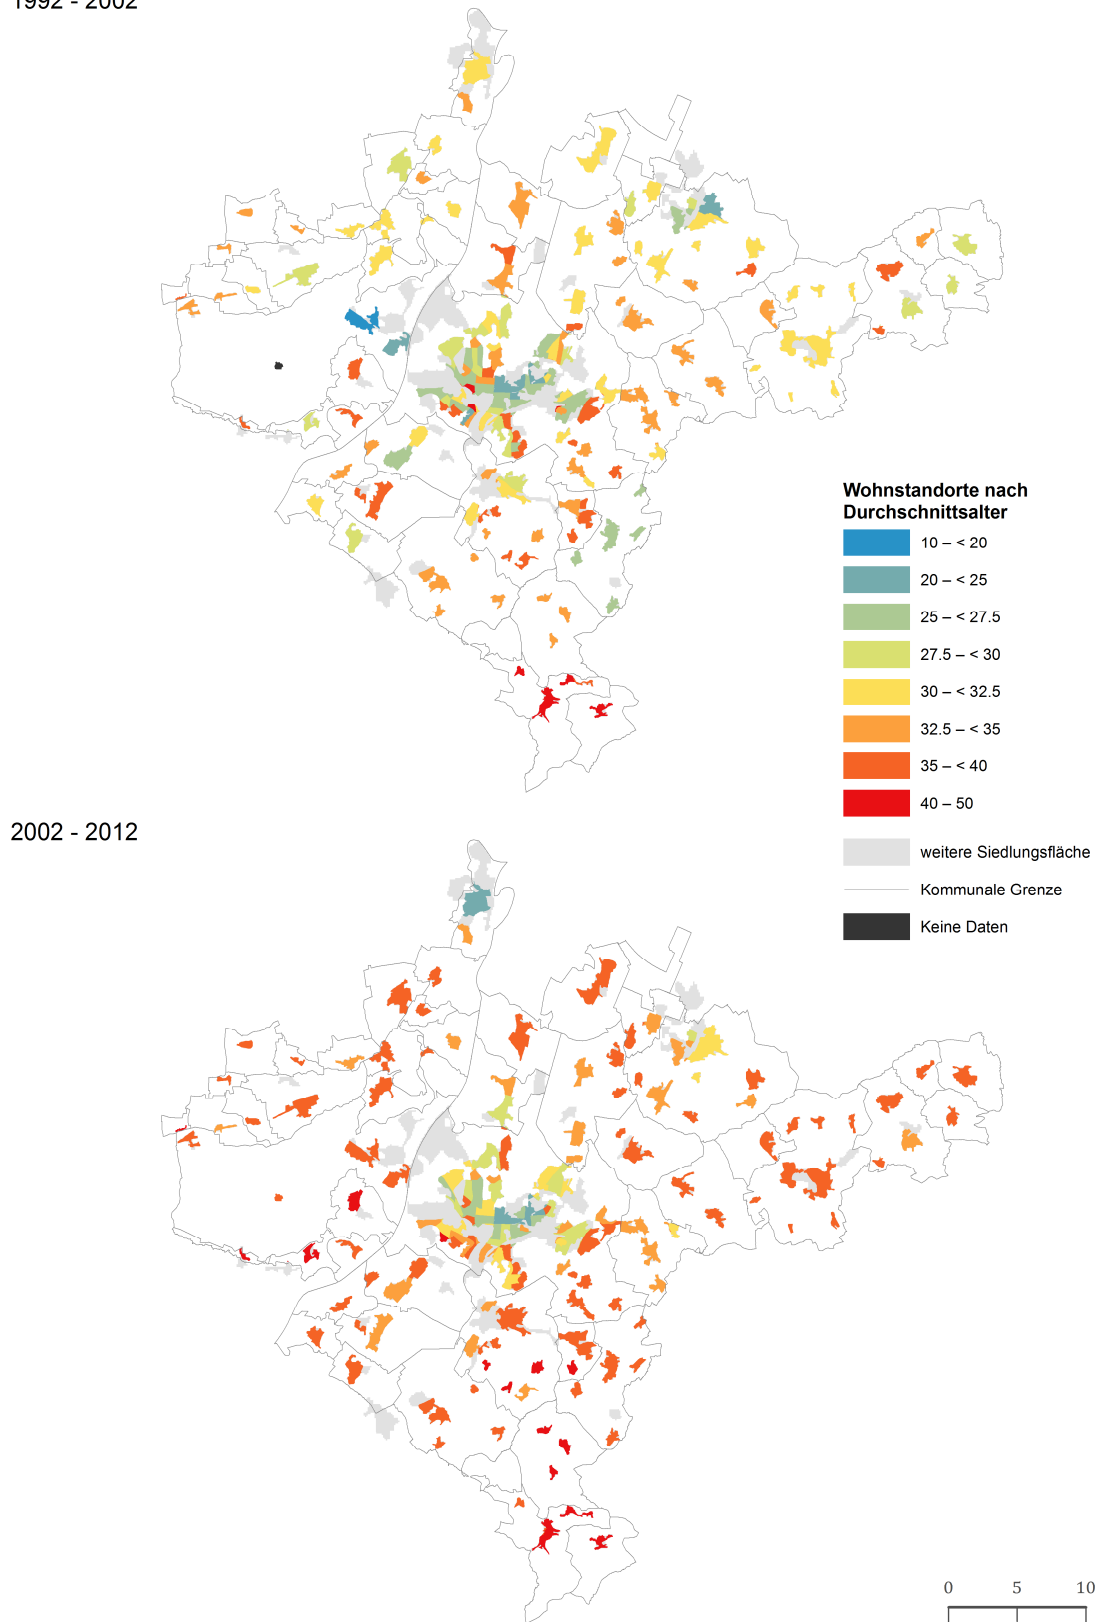 1992 - 2002
Wohnstandorte nach
Durchschnittsalter
10 – < 20
20 – < 25
25 – < 27.5
27.5 – < 30
30 – < 32.5
32.5 – < 35
35 – < 40
40 – 50
weitere Siedlungsfläche
Kommunale Grenze
Keine Daten
2002 - 2012
0 5 10